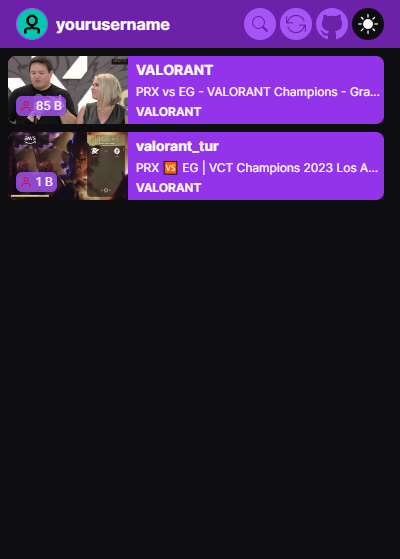 yourusername
VALORANT
PRX vs EG - VALORANT Champions - Gra...
85 B
VALORANT
valorant_tur
aws
PRX 🆚 EG | VCT Champions 2023 Los A...
1 B
VALORANT